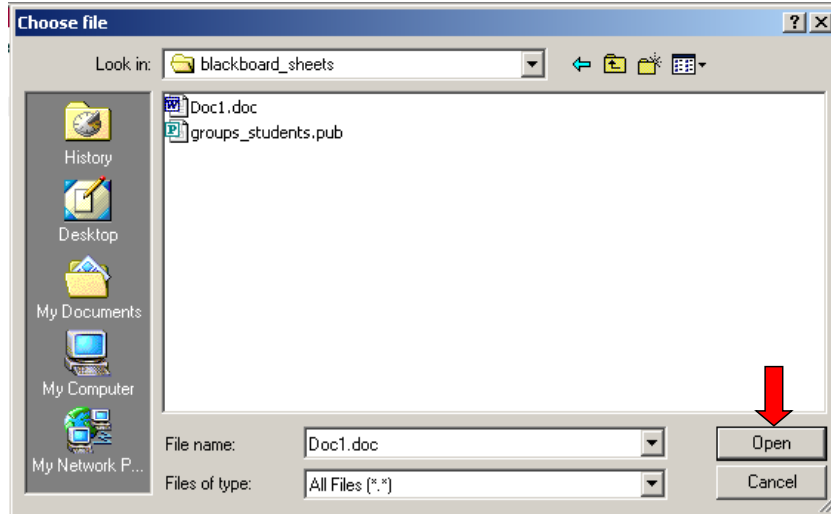 Choose file
Look in: blackboard_sheets
Doc1.doc
groups_students.pub
History
Desktop
My Documents
My Computer
My Network P...
File name: Doc1.doc Open
Files of type: All Files (*.*) Cancel